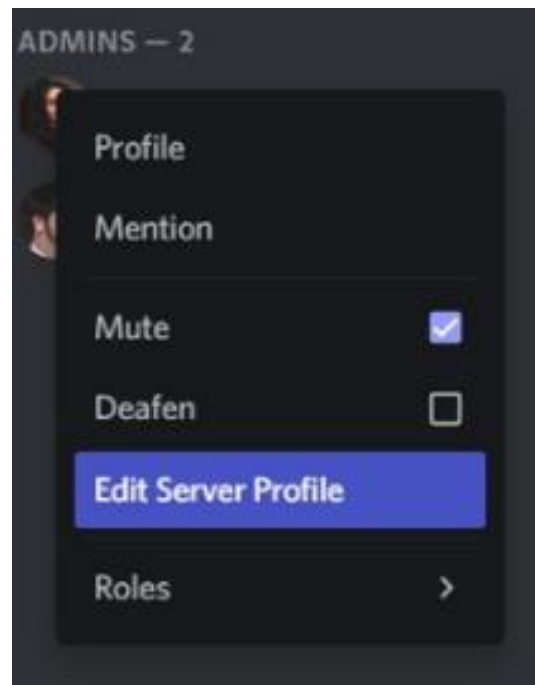 ADMINS — 2
Profile
Mention
Mute
Deafen
Edit Server Profile
Roles